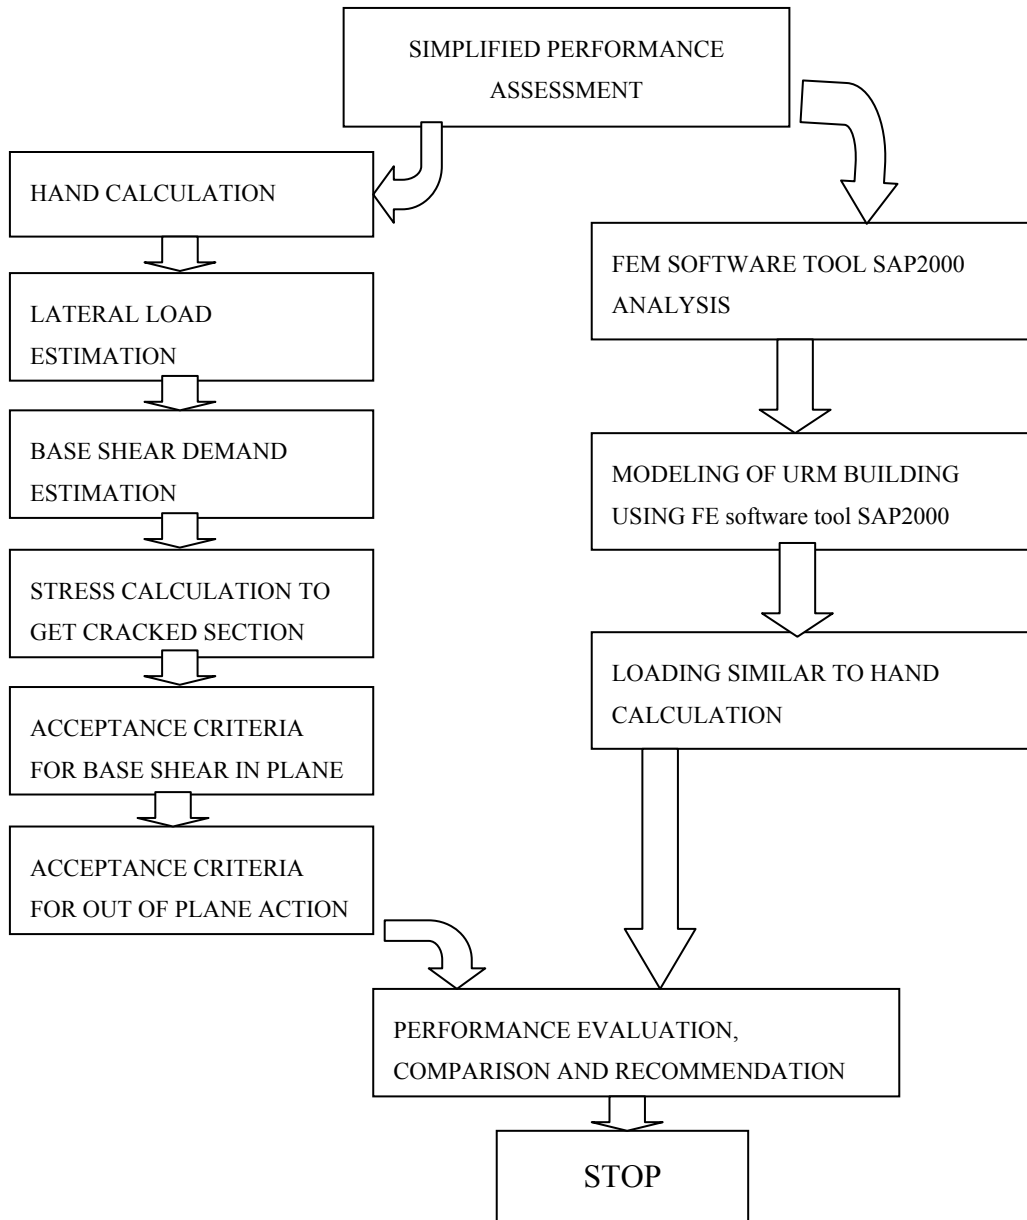 SIMPLIFIED PERFORMANCE
ASSESSMENT
HAND CALCULATION
LATERAL LOAD
ESTIMATION
BASE SHEAR DEMAND
ESTIMATION
STRESS CALCULATION TO
GET CRACKED SECTION
ACCEPTANCE CRITERIA
FOR BASE SHEAR IN PLANE
ACCEPTANCE CRITERIA
FOR OUT OF PLANE ACTION
FEM SOFTWARE TOOL SAP2000
ANALYSIS
MODELING OF URM BUILDING
USING FE software tool SAP2000
LOADING SIMILAR TO HAND
CALCULATION
PERFORMANCE EVALUATION,
COMPARISON AND RECOMMENDATION
STOP